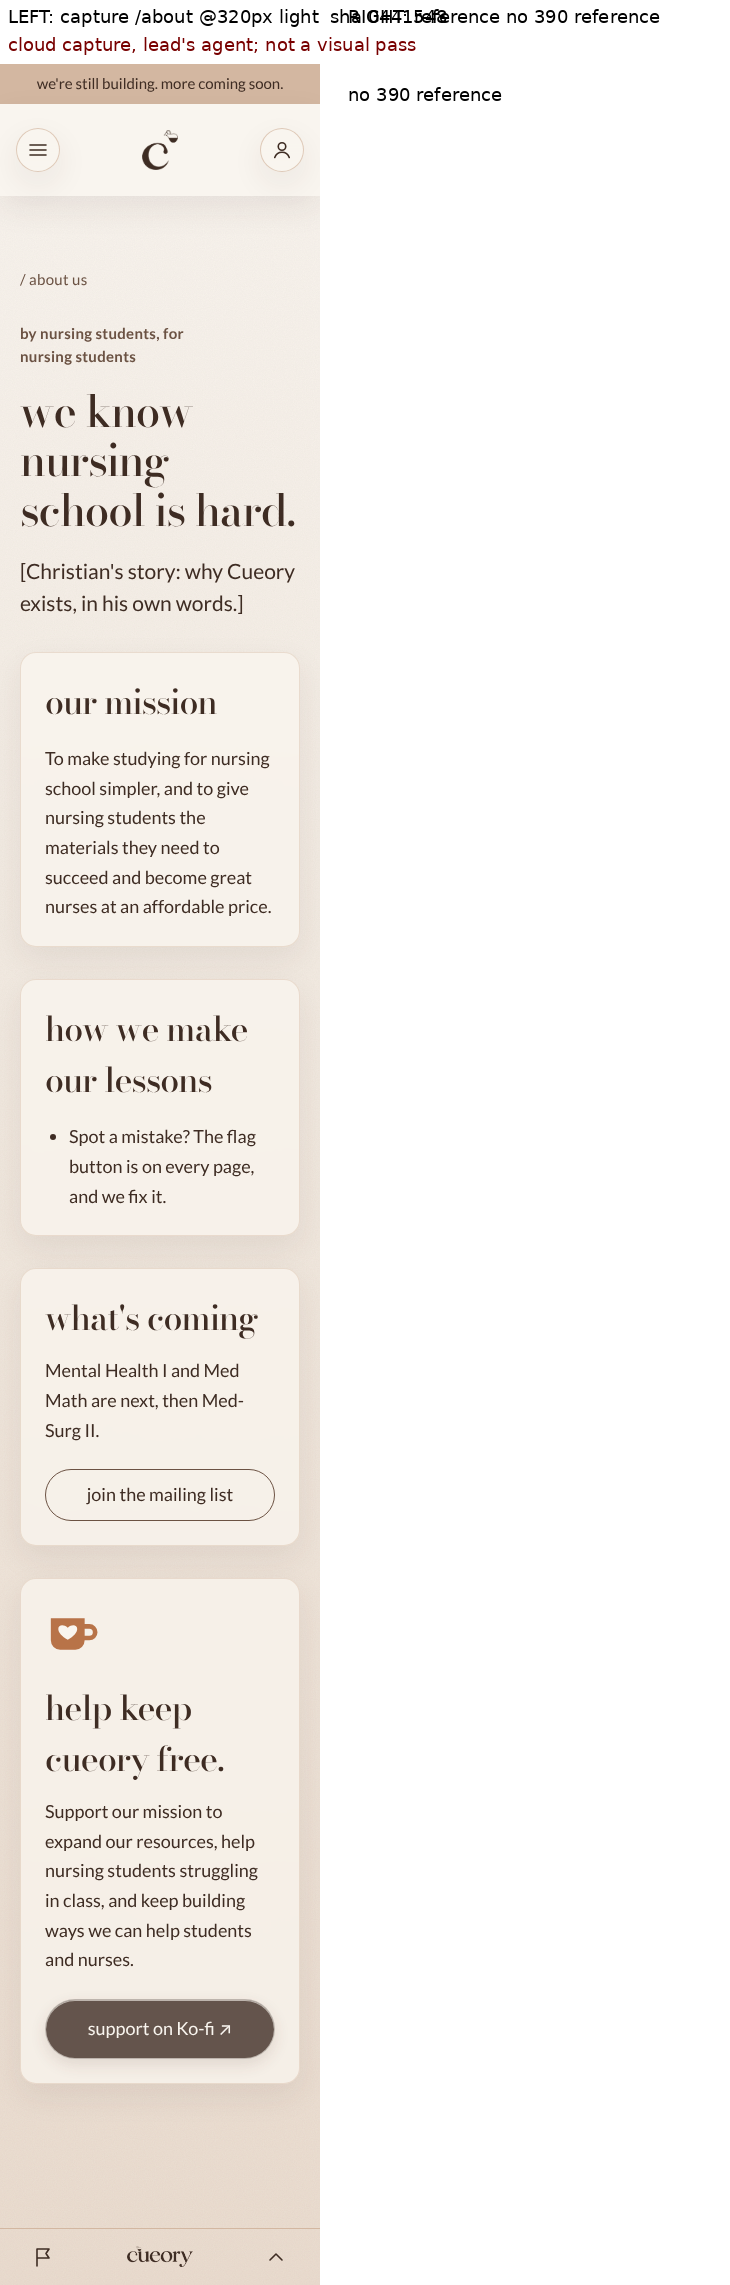 LEFT: capture /about @320px light
no 390 reference
cloud capture, lead's agent; not a visual pass
no 390 reference
we're still building. more coming soon.
c
/ about us
by nursing students, for
nursing students
we know
nursing
school is hard.
[Christian's story: why Cueory
exists, in his own words.]
our mission
To make studying for nursing
school simpler, and to give
nursing students the
materials they need to
succeed and become great
nurses at an affordable price.
how we make
our lessons
• Spot a mistake? The flag
button is on every page,
and we fix it.
what's coming
Mental Health I and Med
Math are next, then Med-
Surg II.
join the mailing list
help keep
cueory free.
Support our mission to
expand our resources, help
nursing students struggling
in class, and keep building
ways we can help students
and nurses.
support on Ko-fi ↗
cueory